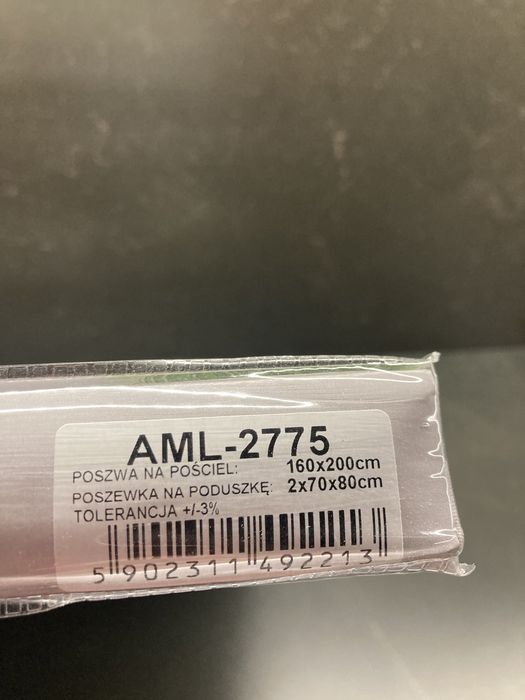 AML-2775
POSZWA NA POŚCIEL: 160x200cm
POSZEWKA NA PODUSZKĘ: 2x70x80cm
TOLERANCJA +/-3%
5 902311 492213